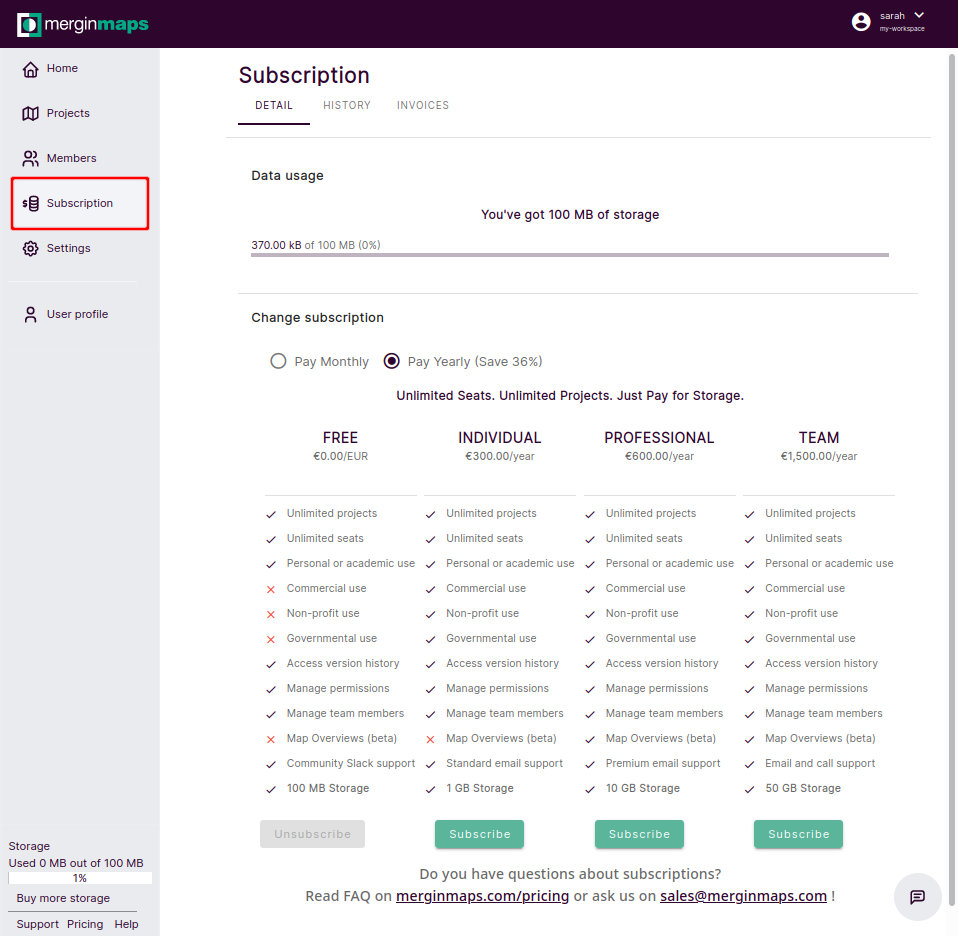 merginmaps
sarah
my-workspace
Home
Projects
Members
$ Subscription
Settings
User profile
Storage
Used 0 MB out of 100 MB
1%
Buy more storage
Support Pricing Help
Subscription
DETAIL HISTORY INVOICES
Data usage
You've got 100 MB of storage
370.00 kB of 100 MB (0%)
Change subscription
Pay Monthly Pay Yearly (Save 36%)
Unlimited Seats. Unlimited Projects. Just Pay for Storage.
FREE
€0.00/EUR
Unlimited projects
Unlimited seats
Personal or academic use
Commercial use
Non-profit use
Governmental use
Access version history
Manage permissions
Manage team members
Map Overviews (beta)
Community Slack support
100 MB Storage
Unsubscribe
INDIVIDUAL
€300.00/year
Unlimited projects
Unlimited seats
Personal or academic use
Commercial use
Non-profit use
Governmental use
Access version history
Manage permissions
Manage team members
Map Overviews (beta)
Standard email support
1 GB Storage
Subscribe
PROFESSIONAL
€600.00/year
Unlimited projects
Unlimited seats
Personal or academic use
Commercial use
Non-profit use
Governmental use
Access version history
Manage permissions
Manage team members
Map Overviews (beta)
Premium email support
10 GB Storage
Subscribe
TEAM
€1,500.00/year
Unlimited projects
Unlimited seats
Personal or academic use
Commercial use
Non-profit use
Governmental use
Access version history
Manage permissions
Manage team members
Map Overviews (beta)
Email and call support
50 GB Storage
Subscribe
Do you have questions about subscriptions?
Read FAQ on merginmaps.com/pricing or ask us on sales@merginmaps.com !